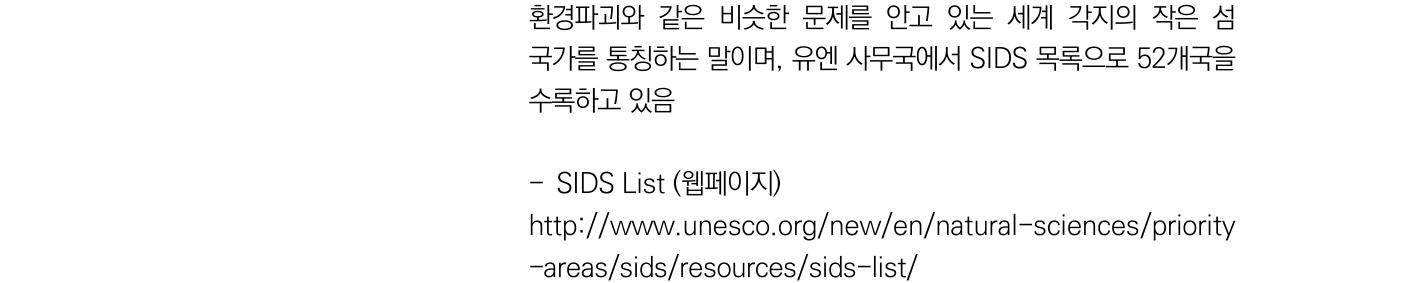 환경파괴와 같은 비슷한 문제를 안고 있는 세계 각지의 작은 섬
국가를 통칭하는 말이며, 유엔 사무국에서 SIDS 목록으로 52개국을
수록하고 있음
- SIDS List (웹페이지)
http://www.unesco.org/new/en/natural-sciences/priority
-areas/sids/resources/sids-list/